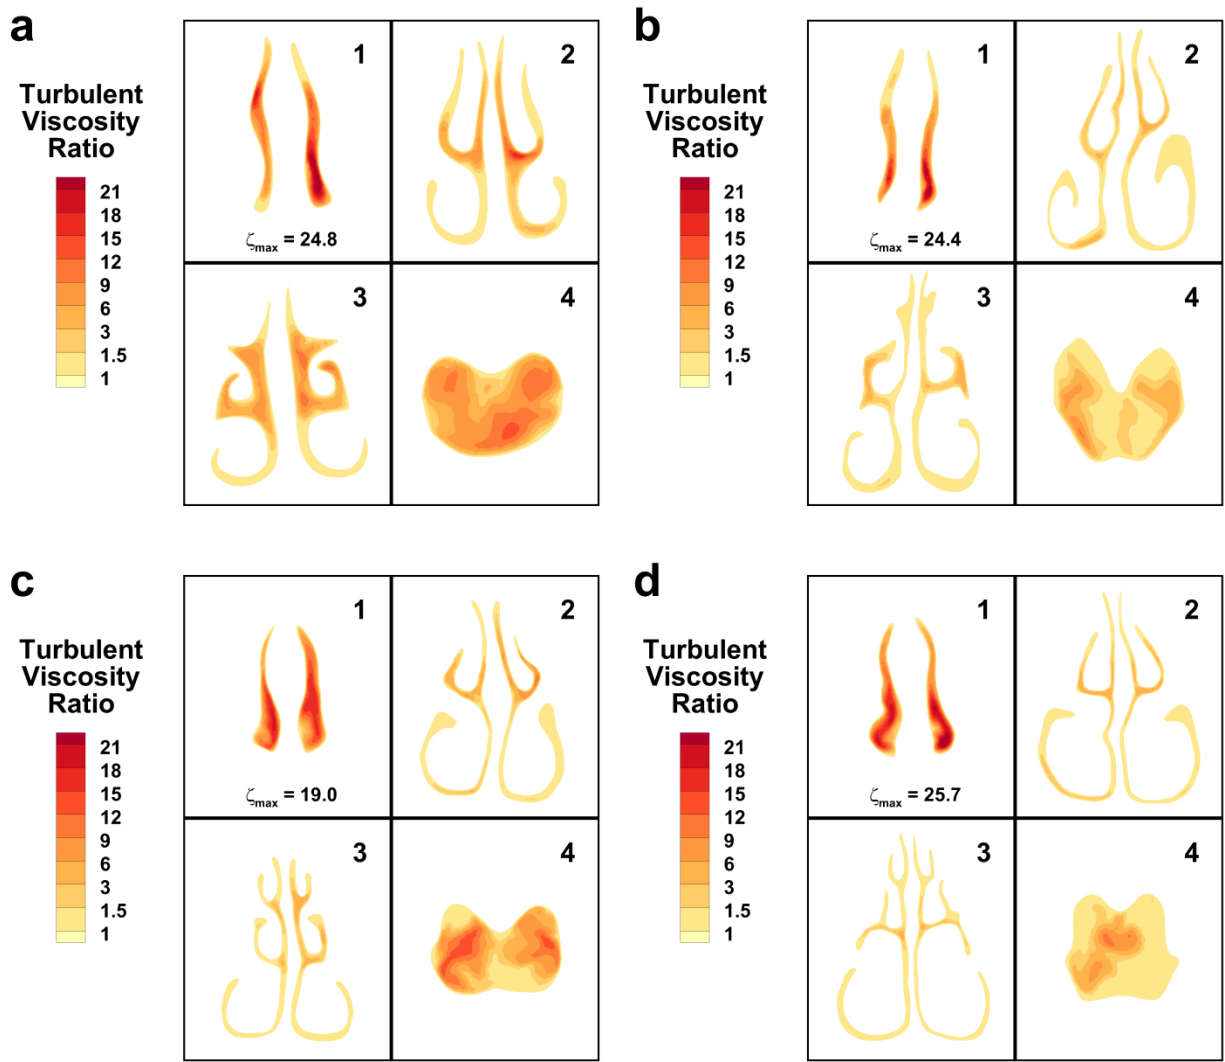 a
Turbulent
Viscosity
Ratio
21
18
15
12
9
6
3
1.5
1
1
2
ζmax = 24.8
3
4
b
Turbulent
Viscosity
Ratio
21
18
15
12
9
6
3
1.5
1
1
2
ζmax = 24.4
3
4
c
Turbulent
Viscosity
Ratio
21
18
15
12
9
6
3
1.5
1
1
2
ζmax = 19.0
3
4
d
Turbulent
Viscosity
Ratio
21
18
15
12
9
6
3
1.5
1
1
2
ζmax = 25.7
3
4